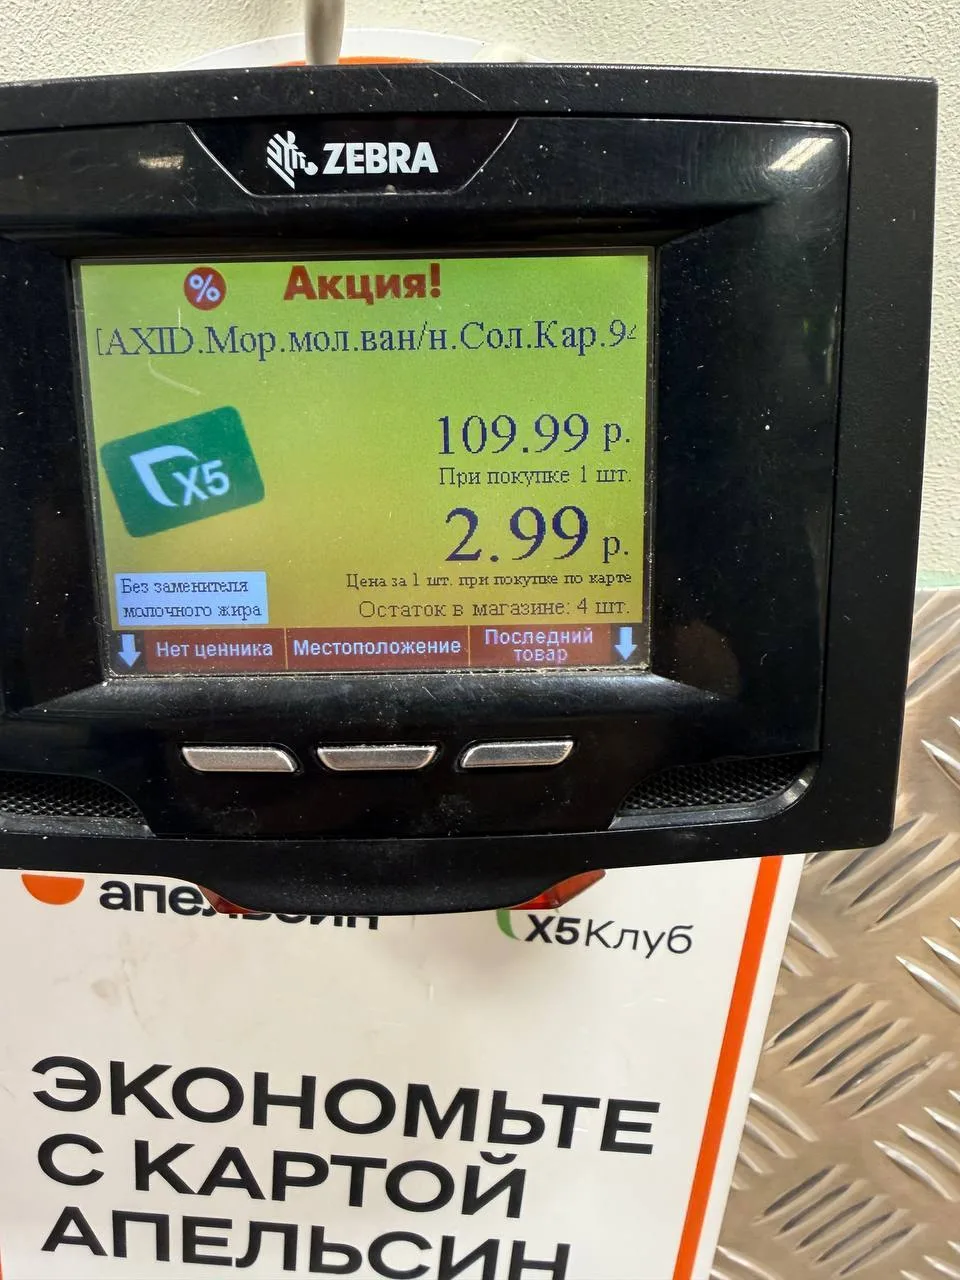 ZEBRA
% Акция!
[AXID.Мор.мол.ван/н.Сол.Кар.94
109.99 р.
При покупке 1 шт.
X5
2.99 р.
Цена за 1 шт. при покупке по карте
Без заменителя
молочного жира
Остаток в магазине: 4 шт.
Нет ценника
Местоположение
Последний
товар
апельсин
X5Клуб
ЭКОНОМЬТЕ
С КАРТОЙ
АПЕЛЬСИН